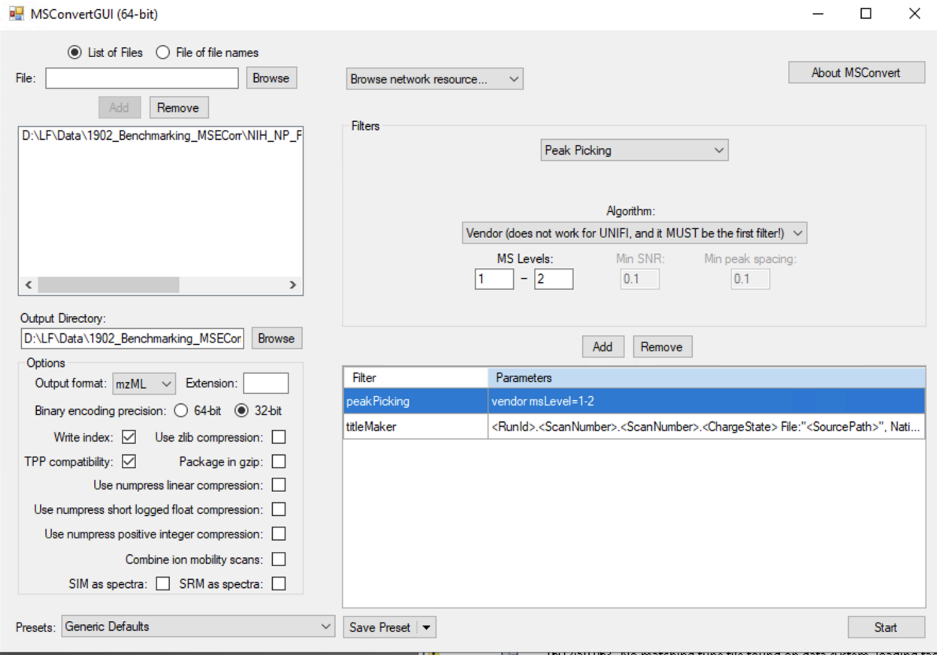 MSConvertGUI (64-bit)
List of Files File of file names
File: Browse Browse network resource... About MSConvert
Add Remove
D:\LF\Data\1902_Benchmarking_MSECorr\NIH_NP_F
Filters
Peak Picking
Algorithm:
Vendor (does not work for UNIFI, and it MUST be the first filter!)
MS Levels: Min SNR: Min peak spacing:
1 - 2 0.1 0.1
Output Directory:
D:\LF\Data\1902_Benchmarking_MSECor Browse
Options
Output format: mzML Extension:
Binary encoding precision: 64-bit 32-bit
Write index: Use zlib compression:
TPP compatibility: Package in gzip:
Use numpress linear compression:
Use numpress short logged float compression:
Use numpress positive integer compression:
Combine ion mobility scans:
SIM as spectra: SRM as spectra:
Add Remove
Filter Parameters
peakPicking vendor msLevel=1-2
titleMaker <RunId>.<ScanNumber>.<ScanNumber>.<ChargeState> File:"<SourcePath>", Nati...
Presets: Generic Defaults Save Preset Start